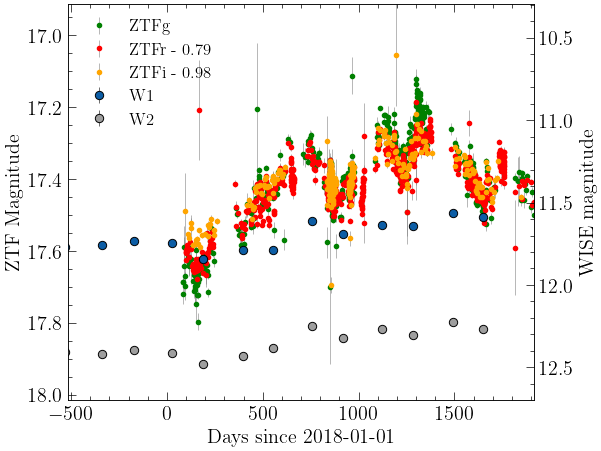 ZTFg
ZTFr - 0.79
ZTFi - 0.98
W1
W2
17.0
17.2
17.4
17.6
17.8
18.0
ZTF Magnitude
10.5
11.0
11.5
12.0
12.5
WISE magnitude
−500 0 500 1000 1500
Days since 2018-01-01